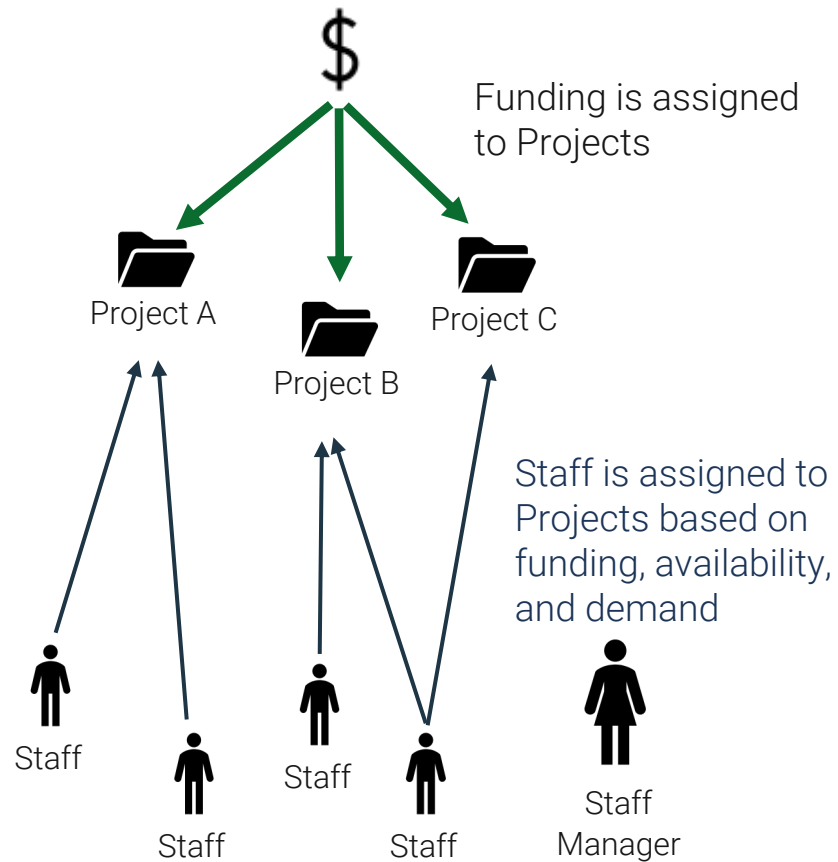 $
Funding is assigned
to Projects
Project A
Project C
Project B
Staff is assigned to
Projects based on
funding, availability,
and demand
Staff
Staff
Staff
Staff
Staff
Manager